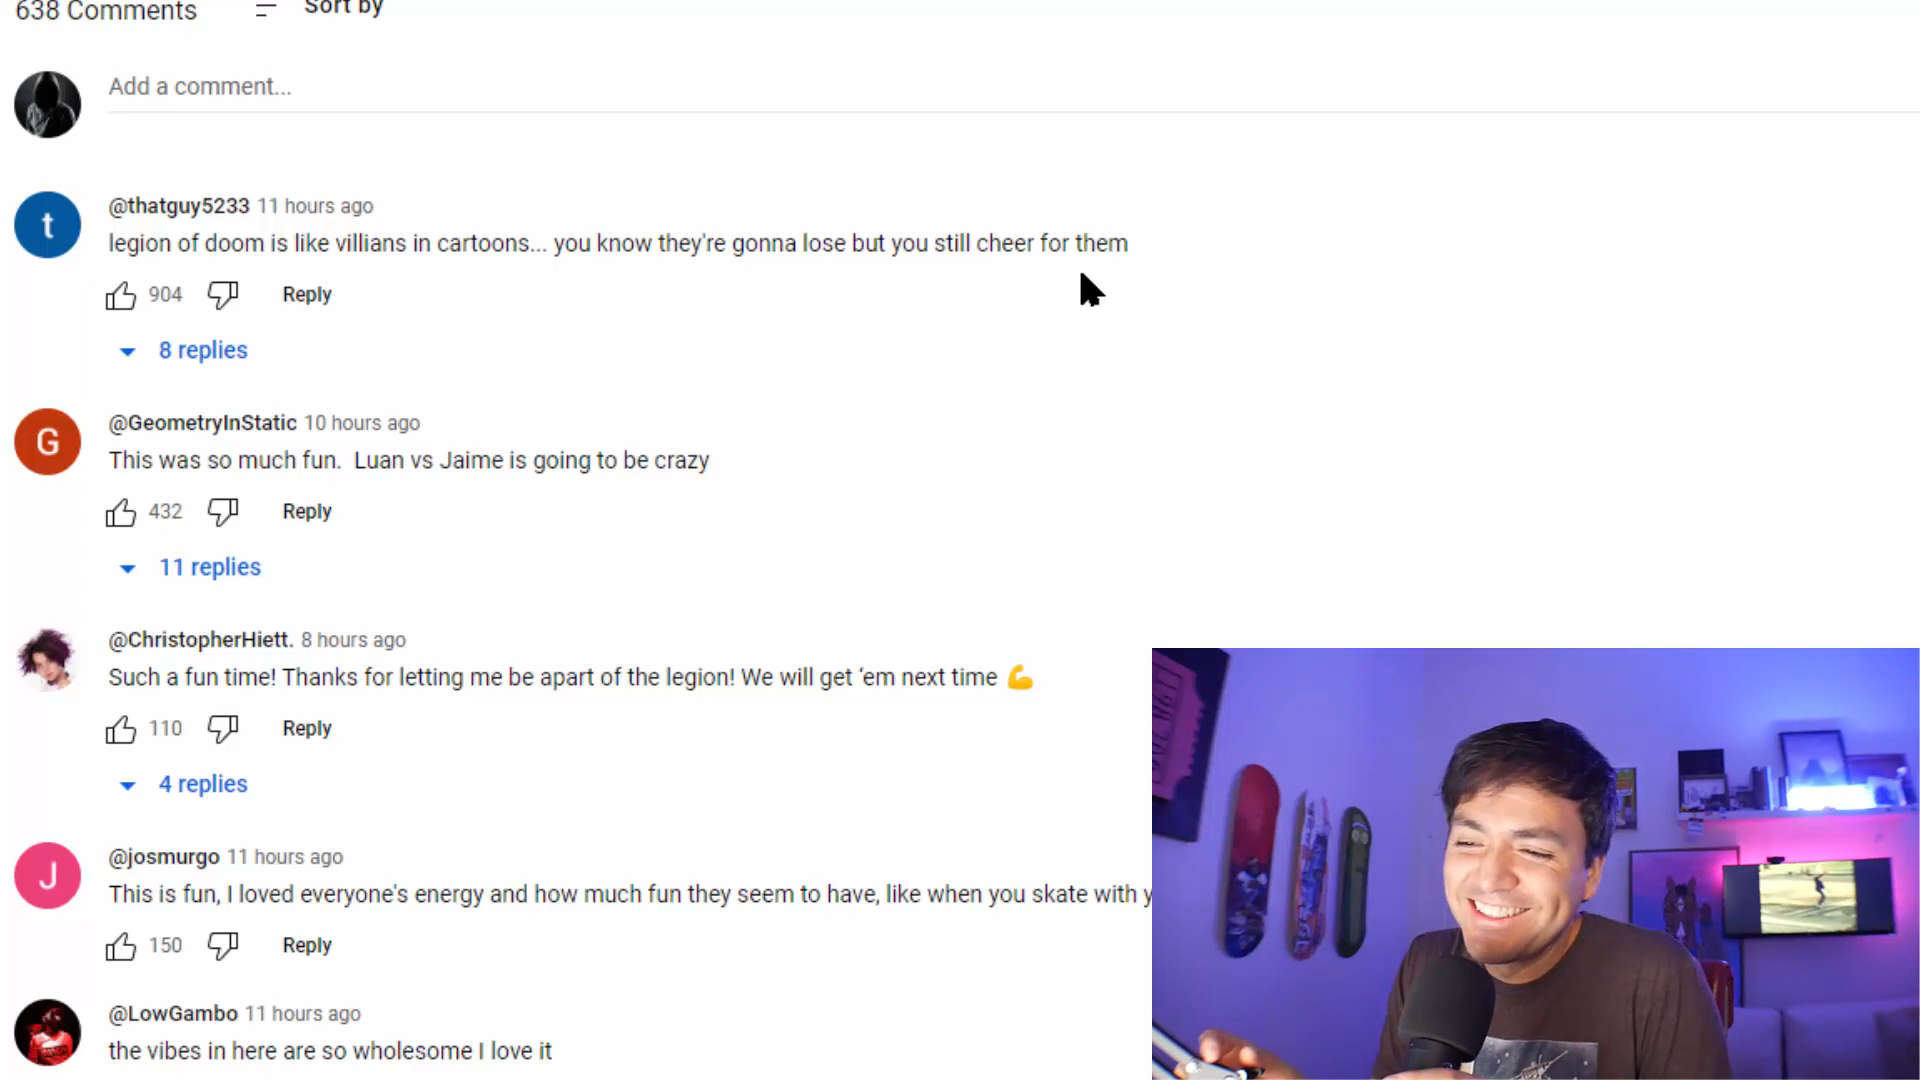 638 Comments
Sort by
Add a comment...
@thatguy5233 11 hours ago
legion of doom is like villians in cartoons... you know they're gonna lose but you still cheer for them
904
Reply
8 replies
@GeometryInStatic 10 hours ago
This was so much fun.  Luan vs Jaime is going to be crazy
432
Reply
11 replies
@ChristopherHiett. 8 hours ago
Such a fun time! Thanks for letting me be apart of the legion! We will get ‘em next time 💪
110
Reply
4 replies
@josmurgo 11 hours ago
This is fun, I loved everyone's energy and how much fun they seem to have, like when you skate with
150
Reply
@LowGambo 11 hours ago
the vibes in here are so wholesome I love it
t
G
J